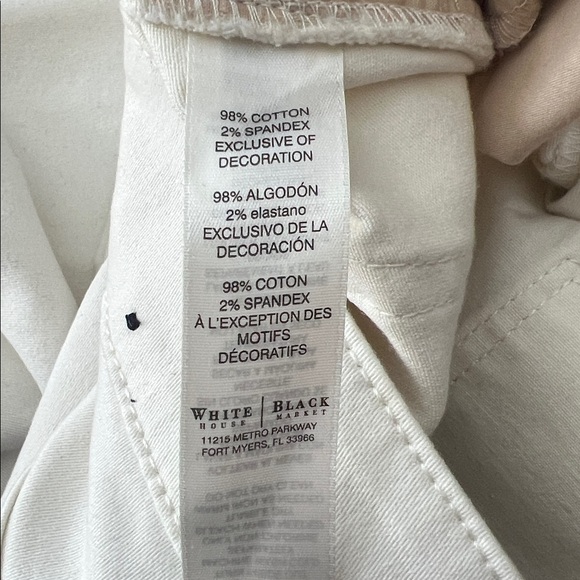 98% COTTON
2% SPANDEX
EXCLUSIVE OF
DECORATION
98% ALGODÓN
2% elastano
EXCLUSIVO DE LA
DECORACIÓN
98% COTON
2% SPANDEX
À L'EXCEPTION DES
MOTIFS
DÉCORATIFS
WHITE | BLACK
HOUSE MARKET
11215 METRO PARKWAY
FORT MYERS, FL 33966